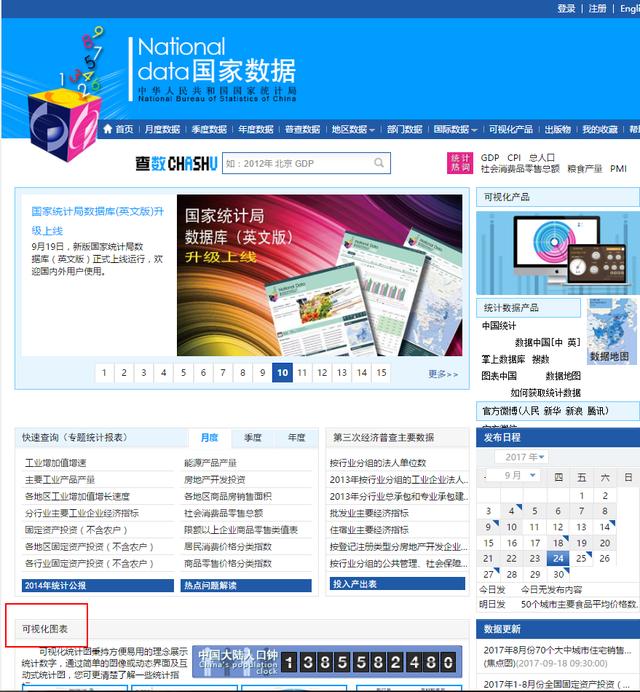 登录 | 注册 | Engli
National
data国家数据
中华人民共和国国家统计局
National Bureau of Statistics of China
首页 月度数据 季度数据 年度数据 普查数据 地区数据 部门数据 国际数据 可视化产品 出版物 我的收藏 帮
查数 CHASHU 如：2012年 北京 GDP
统计热词
GDP CPI 总人口
社会消费品零售总额 粮食产量 PMI
国家统计局数据库(英文版)升
级上线
9月19日，新版国家统计局数
据库（英文版）正式上线运行，欢
迎国内外用户使用。
国家统计局
数据库（英文版）
升级上线
National Data
1 2 3 4 5 6 7 8 9 10 11 12 13 14 15 更多>>
可视化产品
统计数据产品
中国统计
数据中国[中 英]
掌上数据库 搜数
图表中国 数据地图
如何获取统计数据
数据地图
官方微博(人民 新华 新浪 腾讯)
官方微信
快速查询（专题统计报表） 月度 季度 年度
工业增加值增速 能源产品产量
主要工业产品产量 房地产开发投资
各地区工业增加值增长速度 各地区商品房销售面积
分行业主要工业企业经济指标 社会消费品总额
固定资产投资（不含农户） 限额以上企业商品零售类值表
各地区固定资产投资（不含农户） 居民消费价格分类指数
各行业固定资产投资（不含农户） 商品零售价格分类指数
2014年统计公报 热点问题解读
第三次经济普查主要数据
按行业分组的法人单位数
2013年按行业分组的工业企业法人...
2013年分行业总承包和专业承包建...
批发业主要经济指标
住宿业主要经济指标
按登记注册类型分房地产开发企业...
按行业分组的公共管理、社会保障...
投入产出表
发布日程
2017 年
9 月
一 四 五 六 日
1 2
3 4 5 6 7 8
9 10 11 12 13 14
15 16 17 18 19 20
21 22 23 24 25 26
27 28 29 30
今日发 今日无发布内容
明日发 50个城市主要食品平均价格数.
数据更新
2017年8月份70个大中城市住宅销售...
(焦点图)(2017-09-18 09:30:00)
2017年1-8月份全国固定资产投资（
可视化图表
可视化统计图秉持方便易用的理念展示
统计数字，通过简单的图像或动态界面及互
动式统计图，您可更清楚了解一些统计指
中国大陆人口钟
China's population
clock
1385582480